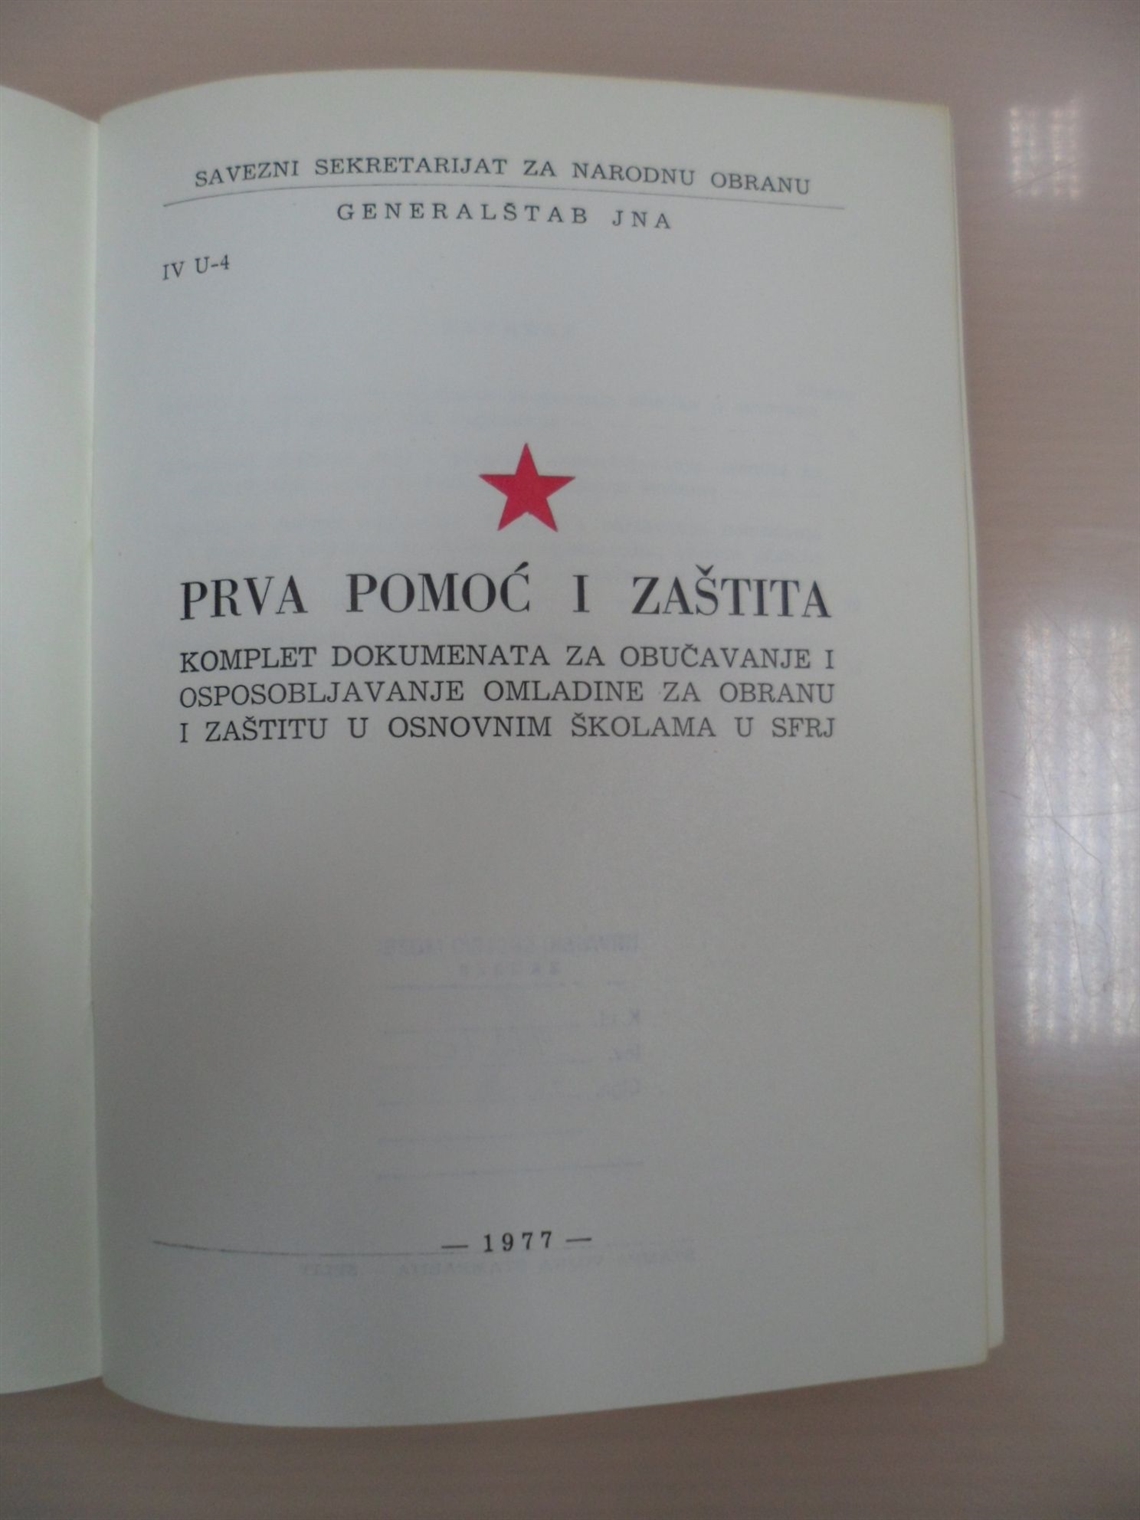 SAVEZNI SEKRETARIJAT ZA NARODNU OBRANU
GENERALŠTAB JNA
IV U-4
PRVA POMOĆ I ZAŠTITA
KOMPLET DOKUMENATA ZA OBUČAVANJE I
OSPOSOBLJAVANJE OMLADINE ZA OBRANU
I ZAŠTITU U OSNOVNIM ŠKOLAMA U SFRJ
— 1977 —